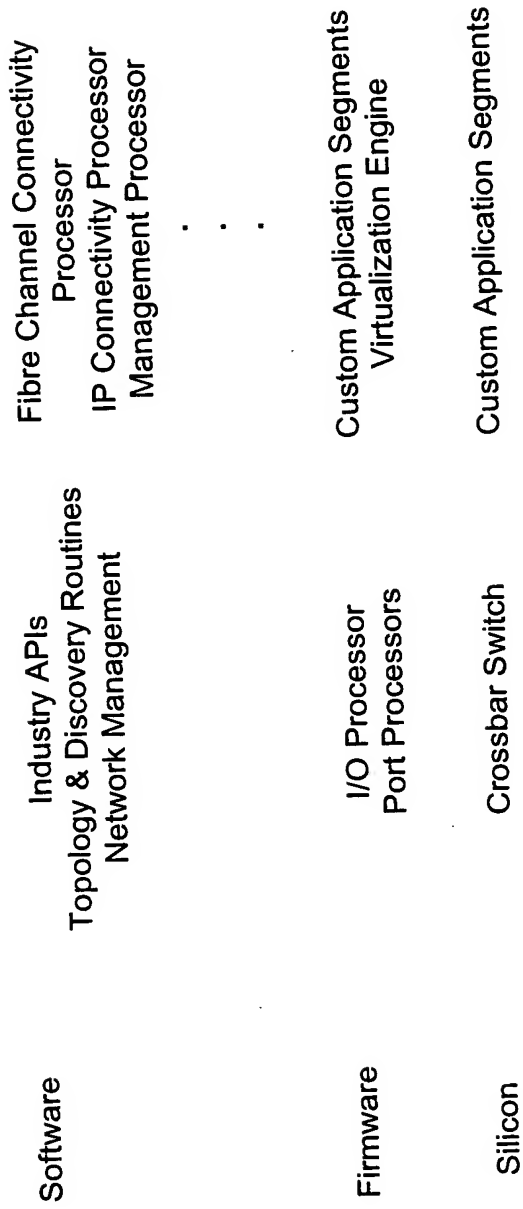 Software
Industry APIs
Topology & Discovery Routines
Network Management
Fibre Channel Connectivity
Processor
IP Connectivity Processor
Management Processor
.
.
.
Firmware
I/O Processor
Port Processors
Custom Application Segments
Virtualization Engine
Silicon
Crossbar Switch
Custom Application Segments